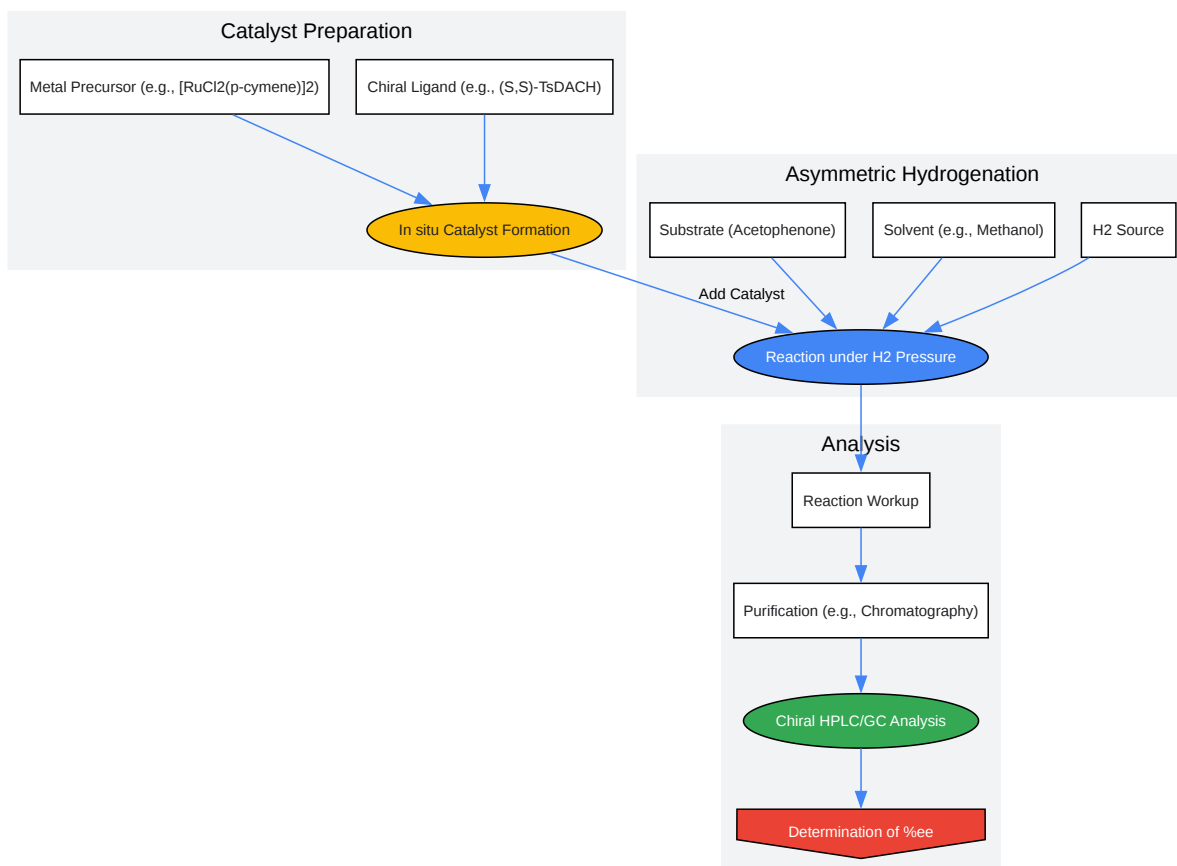 Catalyst Preparation
Metal Precursor (e.g., [RuCl2(p-cymene)]2)
Chiral Ligand (e.g., (S,S)-TsDACH)
In situ Catalyst Formation
Asymmetric Hydrogenation
Substrate (Acetophenone)
Solvent (e.g., Methanol)
H2 Source
Add Catalyst
Reaction under H2 Pressure
Analysis
Reaction Workup
Purification (e.g., Chromatography)
Chiral HPLC/GC Analysis
Determination of %ee